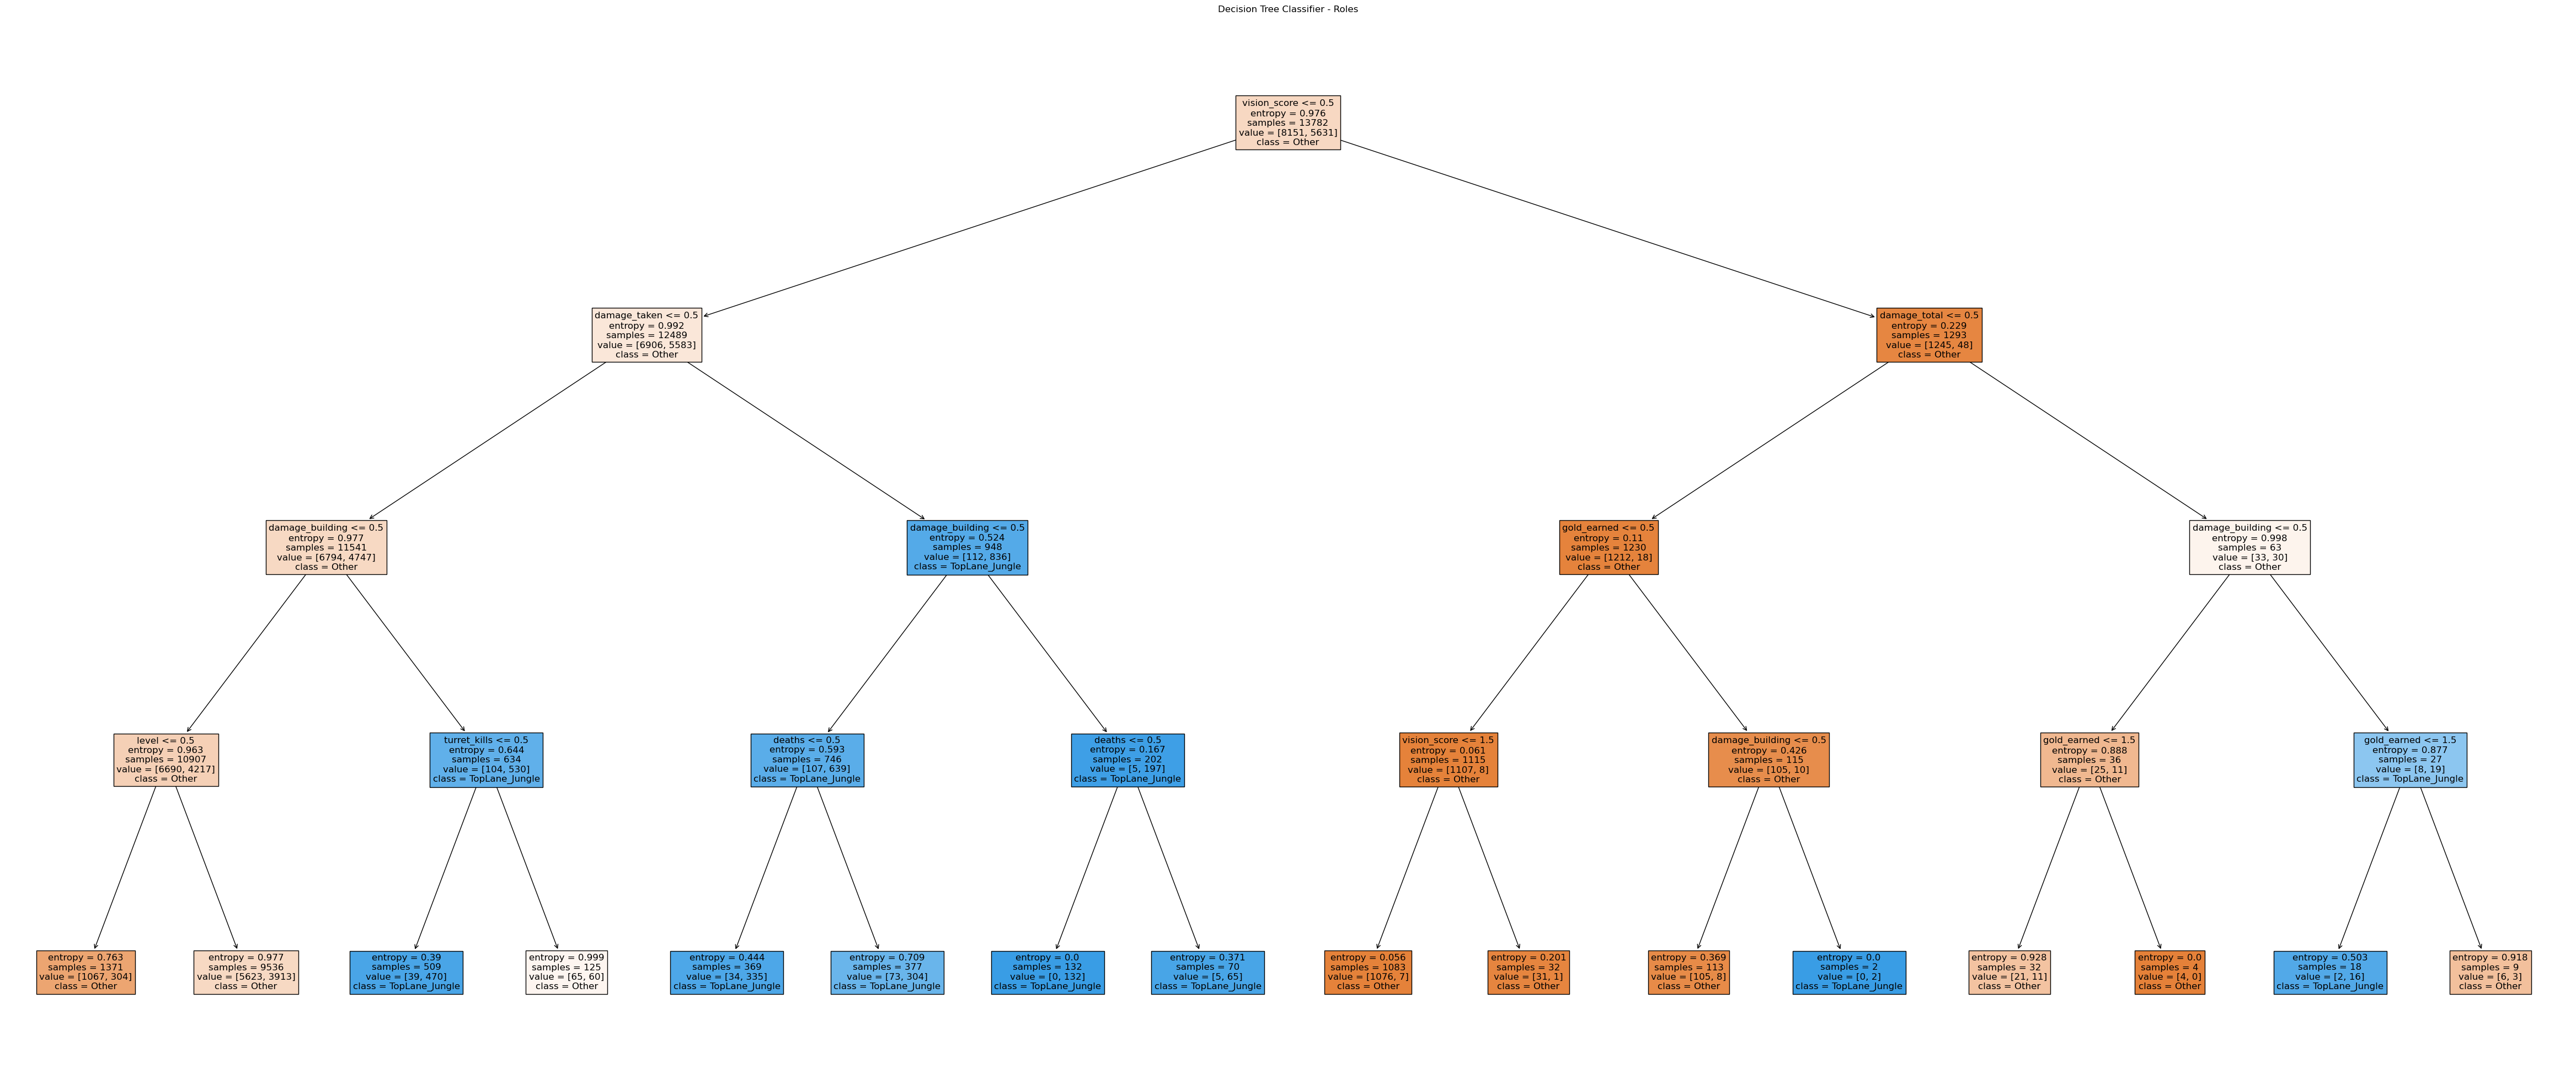 Decision Tree Classifier - Roles
vision_score <= 0.5
entropy = 0.976
samples = 13782
value = [8151, 5631]
class = Other
damage_taken <= 0.5
entropy = 0.992
samples = 12489
value = [6906, 5583]
class = Other
damage_total <= 0.5
entropy = 0.229
samples = 1293
value = [1245, 48]
class = Other
damage_building <= 0.5
entropy = 0.977
samples = 11541
value = [6794, 4747]
class = Other
damage_building <= 0.5
entropy = 0.524
samples = 948
value = [112, 836]
class = TopLane_Jungle
gold_earned <= 0.5
entropy = 0.11
samples = 1230
value = [1212, 18]
class = Other
damage_building <= 0.5
entropy = 0.998
samples = 63
value = [33, 30]
class = Other
level <= 0.5
entropy = 0.963
samples = 10907
value = [6690, 4217]
class = Other
turret_kills <= 0.5
entropy = 0.644
samples = 634
value = [104, 530]
class = TopLane_Jungle
deaths <= 0.5
entropy = 0.593
samples = 746
value = [107, 639]
class = TopLane_Jungle
deaths <= 0.5
entropy = 0.167
samples = 202
value = [5, 197]
class = TopLane_Jungle
vision_score <= 1.5
entropy = 0.061
samples = 1115
value = [1107, 8]
class = Other
damage_building <= 0.5
entropy = 0.426
samples = 115
value = [105, 10]
class = Other
gold_earned <= 1.5
entropy = 0.888
samples = 36
value = [25, 11]
class = Other
gold_earned <= 1.5
entropy = 0.877
samples = 27
value = [8, 19]
class = TopLane_Jungle
entropy = 0.763
samples = 1371
value = [1067, 304]
class = Other
entropy = 0.977
samples = 9536
value = [5623, 3913]
class = Other
entropy = 0.39
samples = 509
value = [39, 470]
class = TopLane_Jungle
entropy = 0.999
samples = 125
value = [65, 60]
class = Other
entropy = 0.444
samples = 369
value = [34, 335]
class = TopLane_Jungle
entropy = 0.709
samples = 377
value = [73, 304]
class = TopLane_Jungle
entropy = 0.0
samples = 132
value = [0, 132]
class = TopLane_Jungle
entropy = 0.371
samples = 70
value = [5, 65]
class = TopLane_Jungle
entropy = 0.056
samples = 1083
value = [1076, 7]
class = Other
entropy = 0.201
samples = 32
value = [31, 1]
class = Other
entropy = 0.369
samples = 113
value = [105, 8]
class = Other
entropy = 0.0
samples = 2
value = [0, 2]
class = TopLane_Jungle
entropy = 0.928
samples = 32
value = [21, 11]
class = Other
entropy = 0.0
samples = 4
value = [4, 0]
class = Other
entropy = 0.503
samples = 18
value = [2, 16]
class = TopLane_Jungle
entropy = 0.918
samples = 9
value = [6, 3]
class = Other